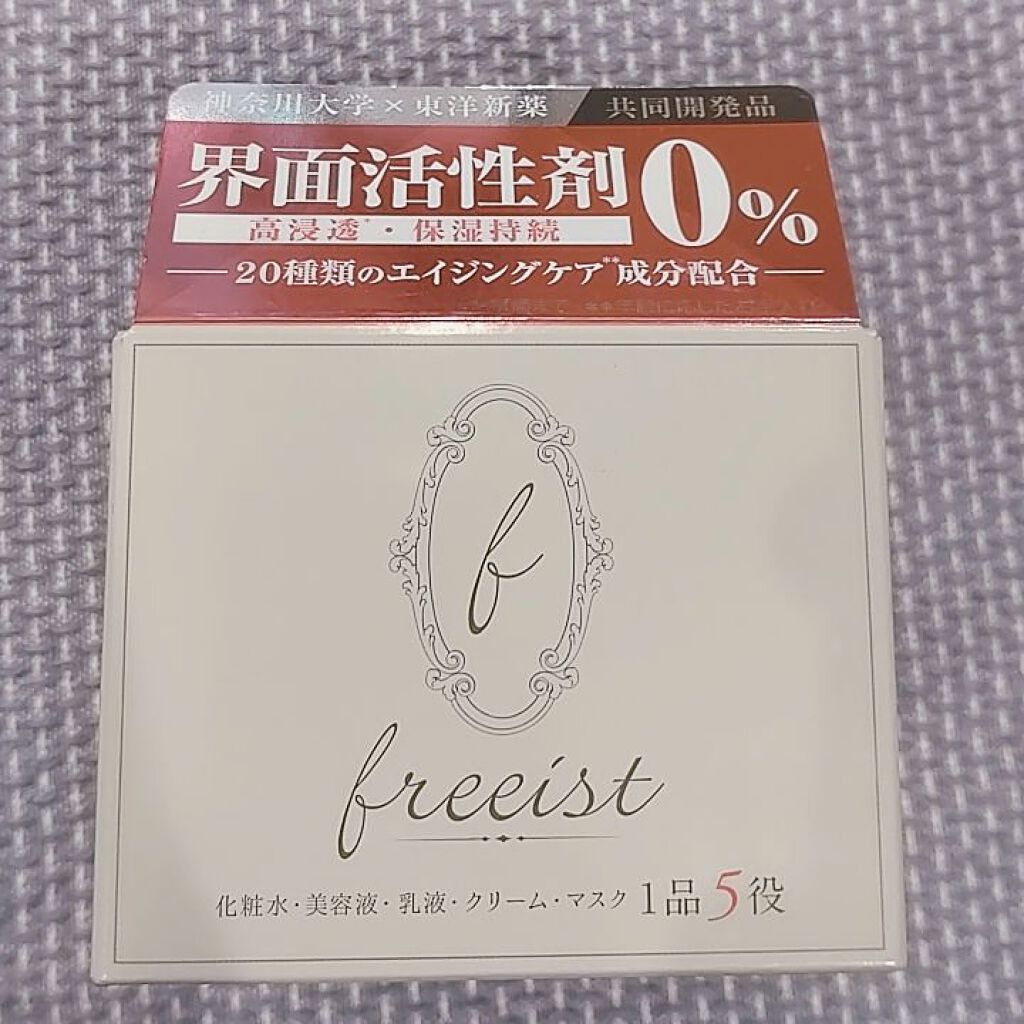 神奈川大学×東洋新薬 共同開発品
界面活性剤0%
高浸透*・保湿持続
20種類のエイジングケア**成分配合
f
freeist
化粧水・美容液・乳液・クリーム・マスク 1品5役